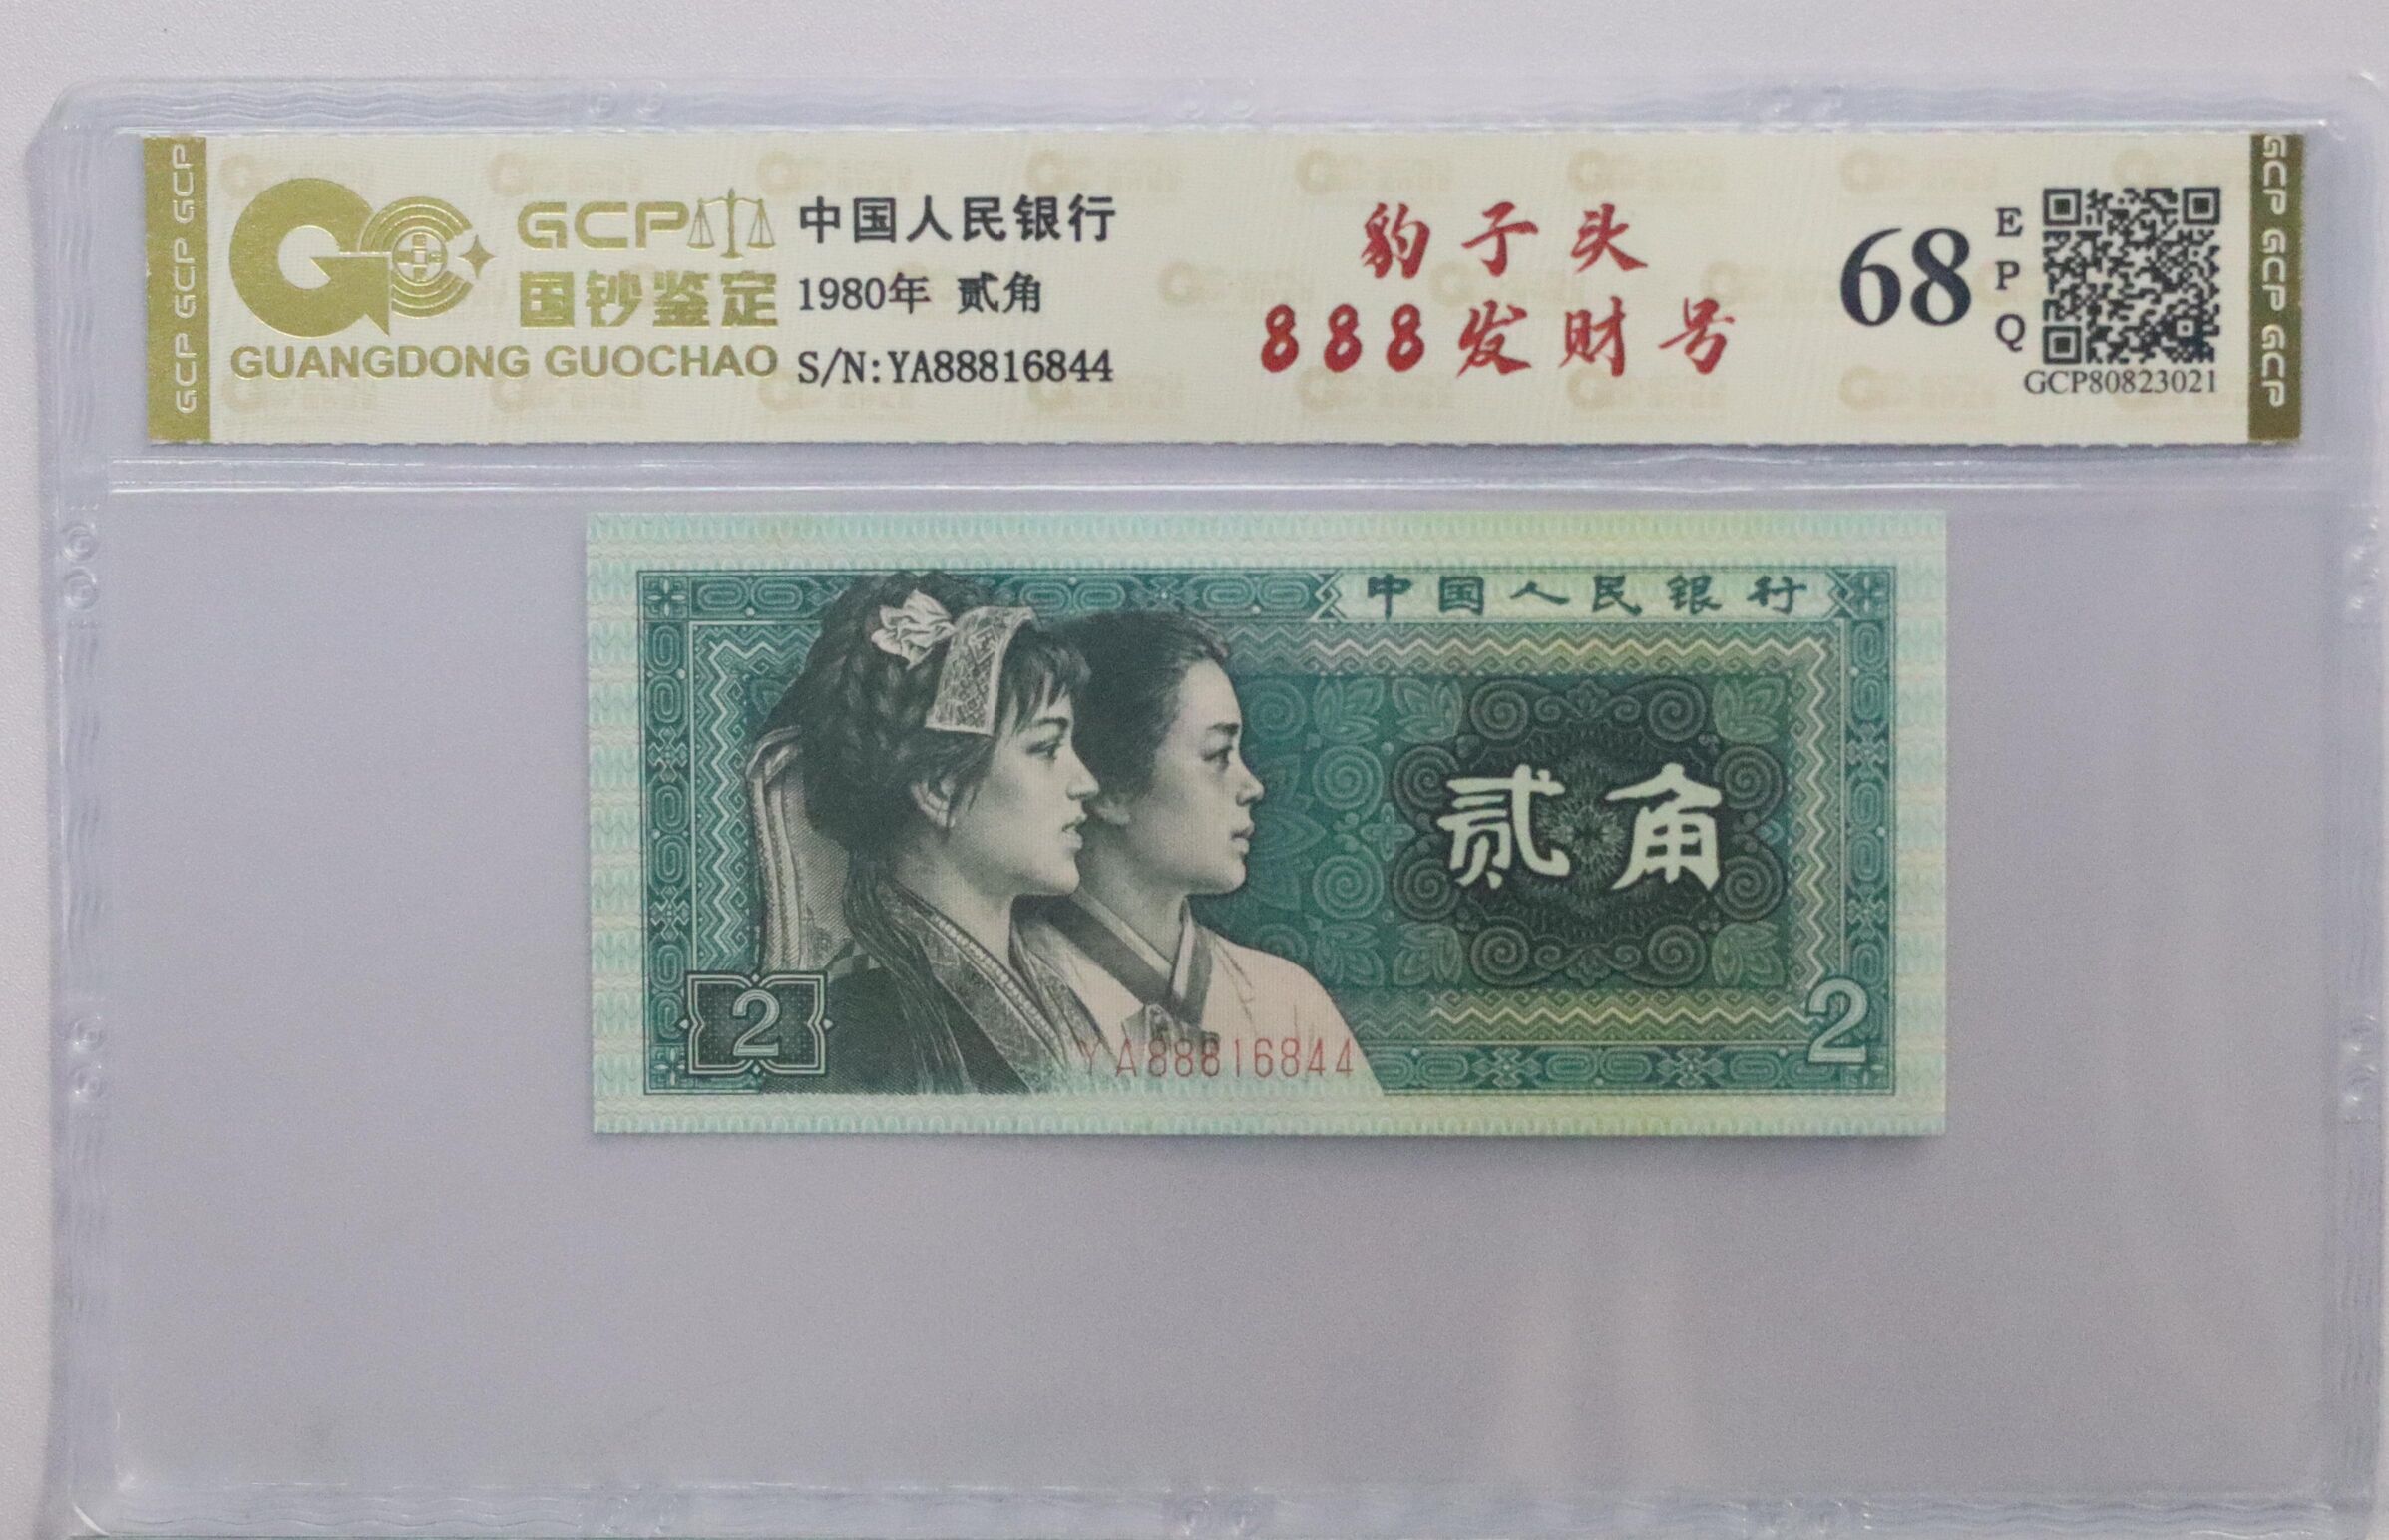 GCP GCP GCP
GCP
国钞鉴定
GUANGDONG GUOCHAO
中国人民银行
1980年 贰角
S/N:YA88816844
豹子头
888发财号
68
EPQ
GCP80823021
GCP GCP GCP
中国人民银行
贰角
2
2
YA88816844